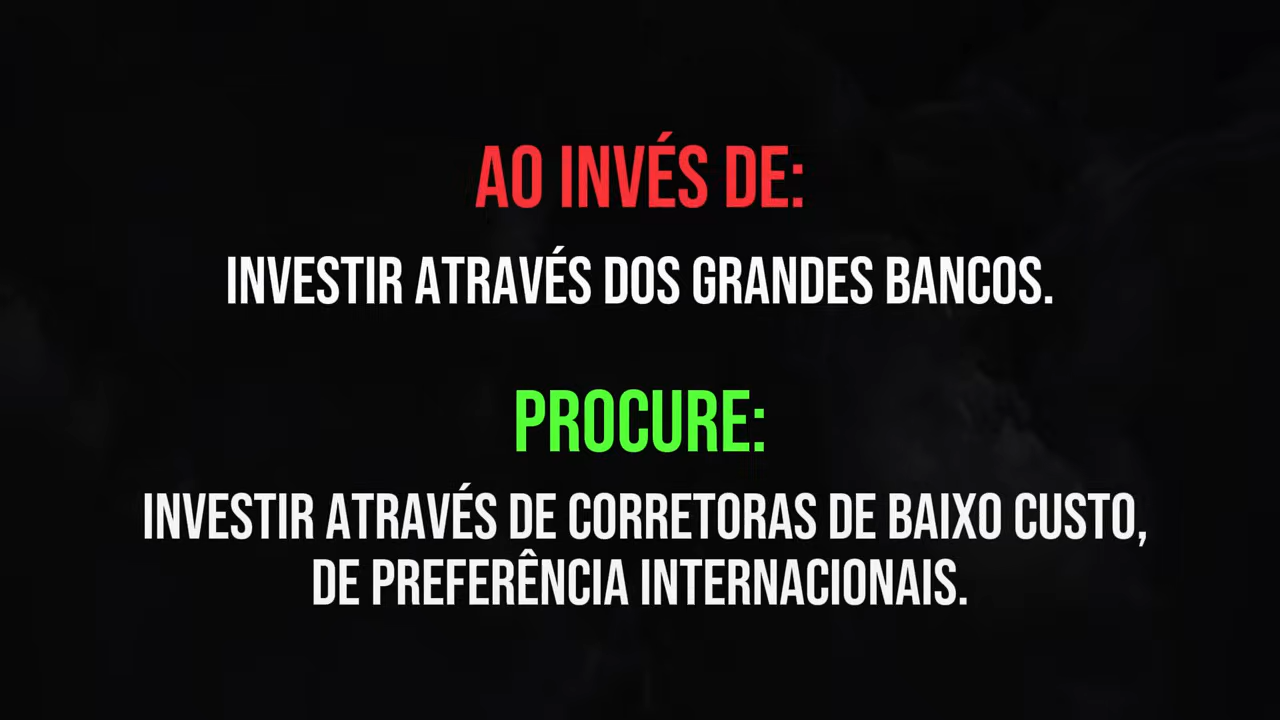 AO INVÉS DE:
INVESTIR ATRAVÉS DOS GRANDES BANCOS.
PROCURE:
INVESTIR ATRAVÉS DE CORRETORAS DE BAIXO CUSTO,
DE PREFERÊNCIA INTERNACIONAIS.